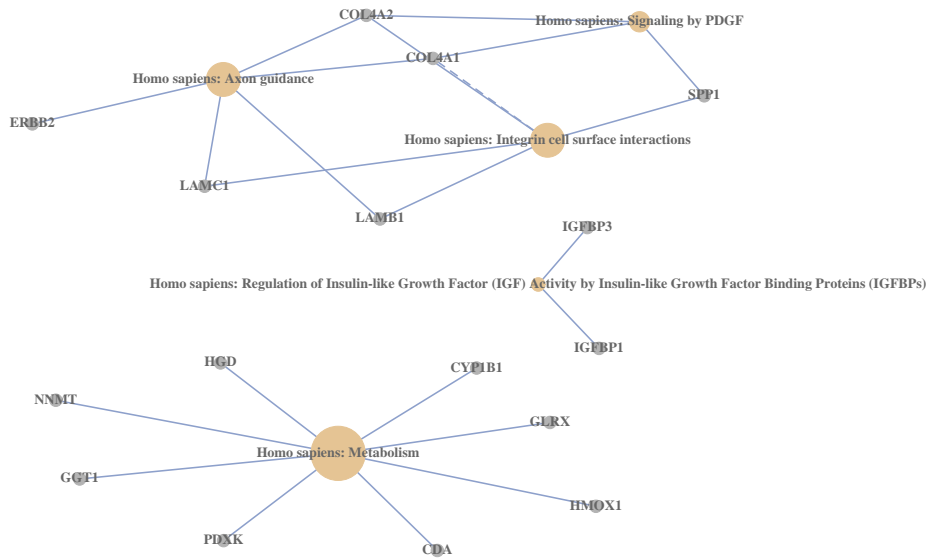 COL4A2
Homo sapiens: Signaling by PDGF
COL4A1
Homo sapiens: Axon guidance
SPP1
ERBB2
Homo sapiens: Integrin cell surface interactions
LAMC1
LAMB1
IGFBP3
Homo sapiens: Regulation of Insulin-like Growth Factor (IGF) Activity by Insulin-like Growth Factor Binding Proteins (IGFBPs)
IGFBP1
HGD
CYP1B1
NNMT
GLRX
Homo sapiens: Metabolism
GGT1
HMOX1
PDXK
CDA